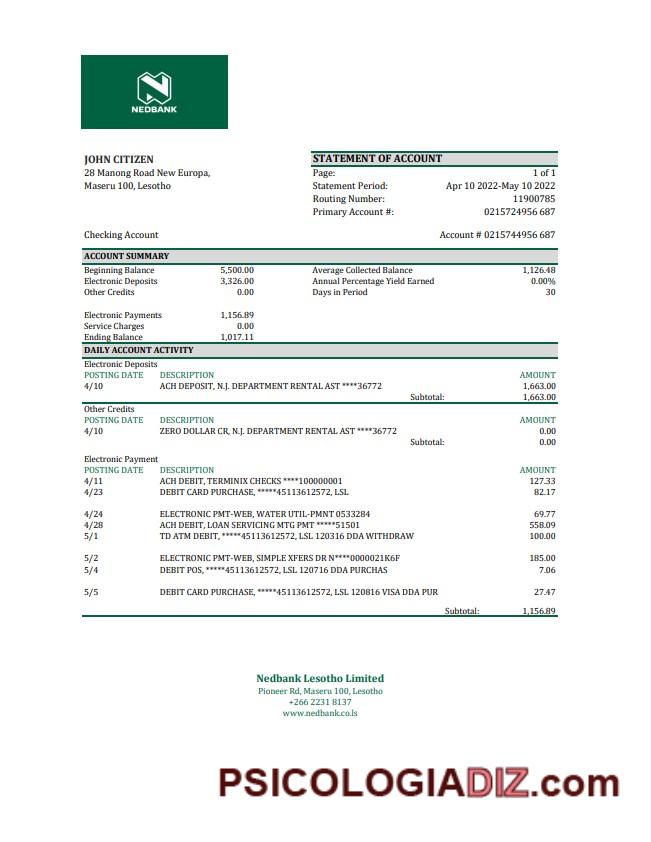 NEDBANK
JOHN CITIZEN
28 Manong Road New Europa,
Maseru 100, Lesotho
STATEMENT OF ACCOUNT
Page: 1 of 1
Statement Period: Apr 10 2022-May 10 2022
Routing Number: 11900785
Primary Account #: 0215724956 687
Checking Account Account # 0215744956 687
ACCOUNT SUMMARY
Beginning Balance 5,500.00 Average Collected Balance 1,126.48
Electronic Deposits 3,326.00 Annual Percentage Yield Earned 0.00%
Other Credits 0.00 Days in Period 30
Electronic Payments 1,156.89
Service Charges 0.00
Ending Balance 1,017.11
DAILY ACCOUNT ACTIVITY
Electronic Deposits
POSTING DATE DESCRIPTION AMOUNT
4/10 ACH DEPOSIT, N.J. DEPARTMENT RENTAL AST ****36772 1,663.00
Subtotal: 1,663.00
Other Credits
POSTING DATE DESCRIPTION AMOUNT
4/10 ZERO DOLLAR CR, N.J. DEPARTMENT RENTAL AST ****36772 0.00
Subtotal: 0.00
Electronic Payment
POSTING DATE DESCRIPTION AMOUNT
4/11 ACH DEBIT, TERMINIX CHECKS ****100000001 127.33
4/23 DEBIT CARD PURCHASE, *****45113612572, LSL 82.17
4/24 ELECTRONIC PMT-WEB, WATER UTIL-PMNT 0533284 69.77
4/28 ACH DEBIT, LOAN SERVICING MTG PMT *****51501 558.09
5/1 TD ATM DEBIT, *****45113612572, LSL 120316 DDA WITHDRAW 100.00
5/2 ELECTRONIC PMT-WEB, SIMPLE XFERS DR N****0000021K6F 185.00
5/4 DEBIT POS, *****45113612572, LSL 120716 DDA PURCHAS 7.06
5/5 DEBIT CARD PURCHASE, *****45113612572, LSL 120816 VISA DDA PUR 27.47
Subtotal: 1,156.89
Nedbank Lesotho Limited
Pioneer Rd, Maseru 100, Lesotho
+266 2231 8137
www.nedbank.co.ls
PSICOLOGIADIZ.com